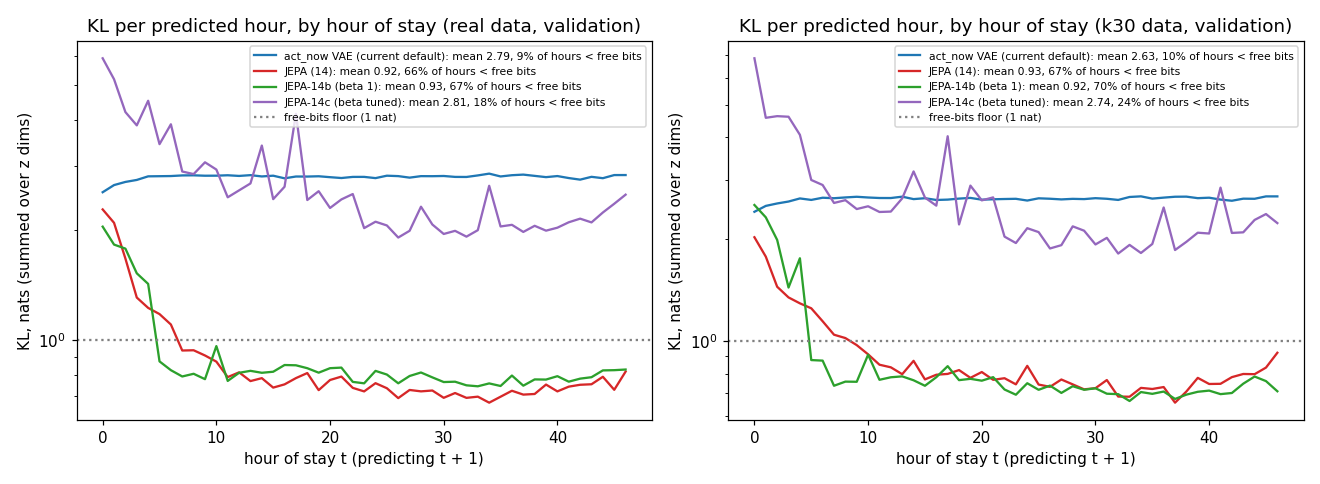 KL per predicted hour, by hour of stay (real data, validation)
KL, nats (summed over z dims)
10^0
act_now VAE (current default): mean 2.79, 9% of hours < free bits
JEPA (14): mean 0.92, 66% of hours < free bits
JEPA-14b (beta 1): mean 0.93, 67% of hours < free bits
JEPA-14c (beta tuned): mean 2.81, 18% of hours < free bits
free-bits floor (1 nat)
0 10 20 30 40
hour of stay t (predicting t + 1)
KL per predicted hour, by hour of stay (k30 data, validation)
KL, nats (summed over z dims)
10^0
act_now VAE (current default): mean 2.63, 10% of hours < free bits
JEPA (14): mean 0.93, 67% of hours < free bits
JEPA-14b (beta 1): mean 0.92, 70% of hours < free bits
JEPA-14c (beta tuned): mean 2.74, 24% of hours < free bits
free-bits floor (1 nat)
0 10 20 30 40
hour of stay t (predicting t + 1)